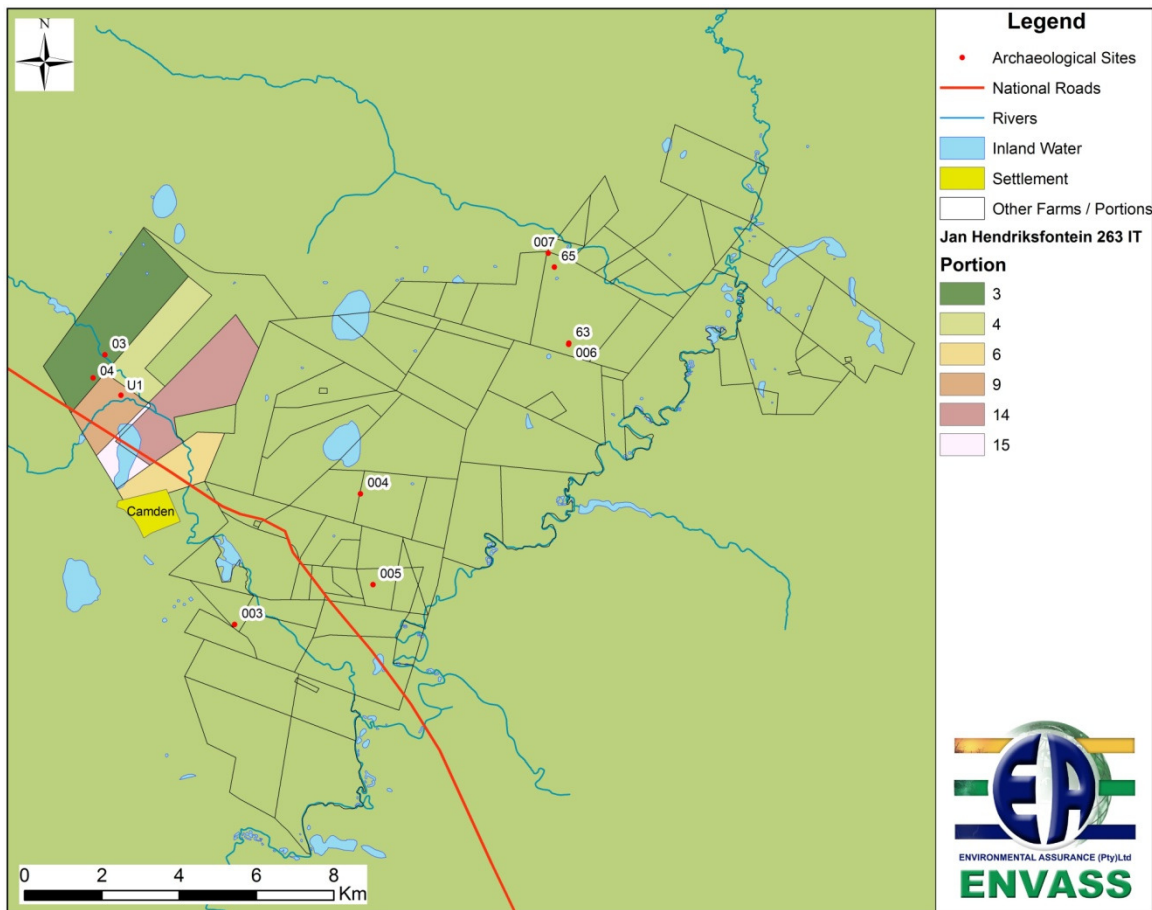 N
007
65
63
006
03
04
U1
004
Camden
005
003
0 2 4 6 8
Km
Legend
Archaeological Sites
National Roads
Rivers
Inland Water
Settlement
Other Farms / Portions
Jan Hendriksfontein 263 IT
Portion
3
4
6
9
14
15
EA
ENVIRONMENTAL ASSURANCE (Pty)Ltd
ENVASS